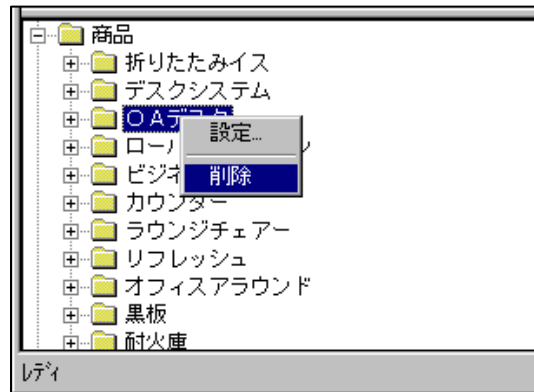 商品
折りたたみイス
デスクシステム
OAデスク
設定...
ロー
ビジネ
削除
カウンター
ラウンジチェアー
リフレッシュ
オフィスアラウンド
黒板
耐火庫
ﾚﾃﾞｨ